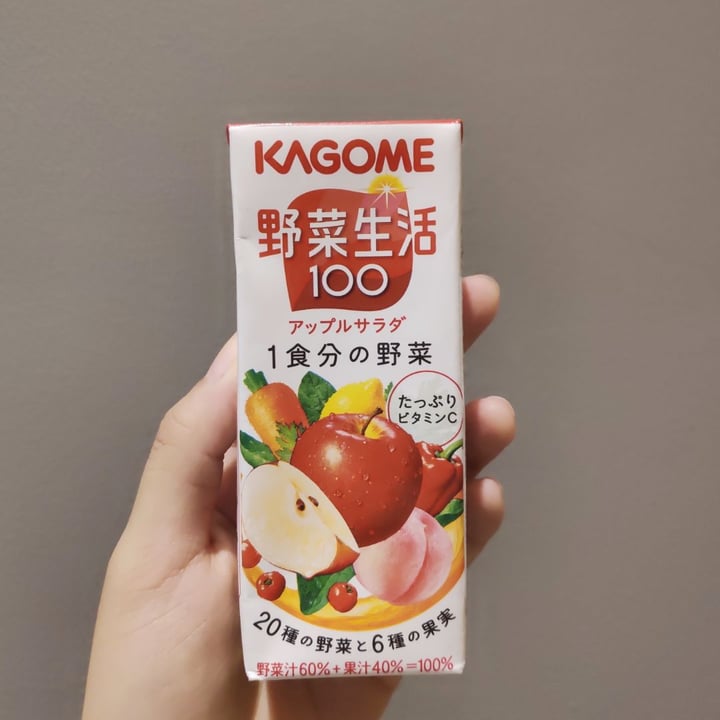 KAGOME
野菜生活
100
アップルサラダ
1食分の野菜
たっぷり
ビタミンC
20種の野菜と6種の果実
野菜汁60%+果汁40%=100%